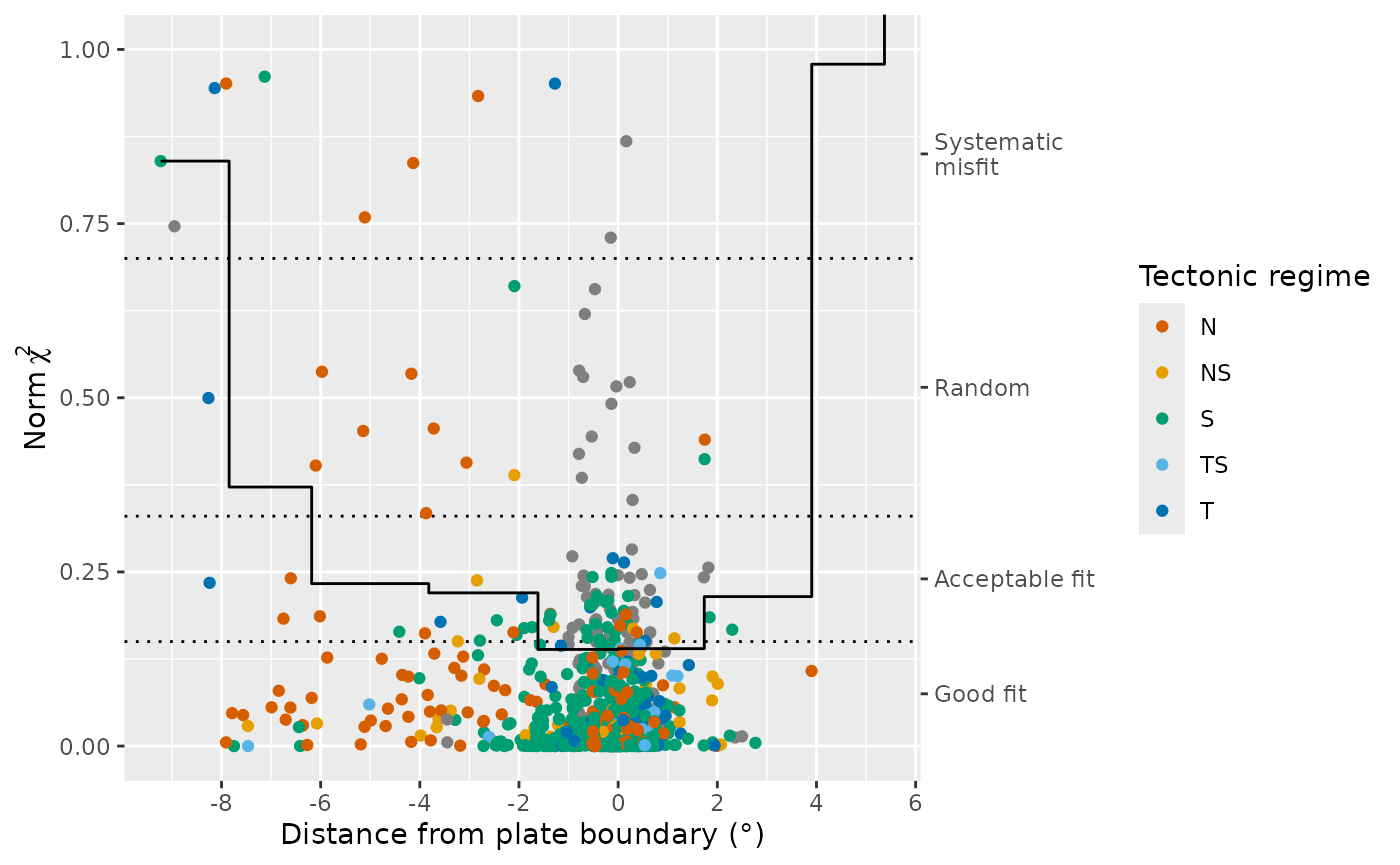 1.00
0.75
0.50
0.25
0.00
Norm χ²
-8 -6 -4 -2 0 2 4 6
Distance from plate boundary (°)
Systematic
misfit
Random
Acceptable fit
Good fit
Tectonic regime
N
NS
S
TS
T